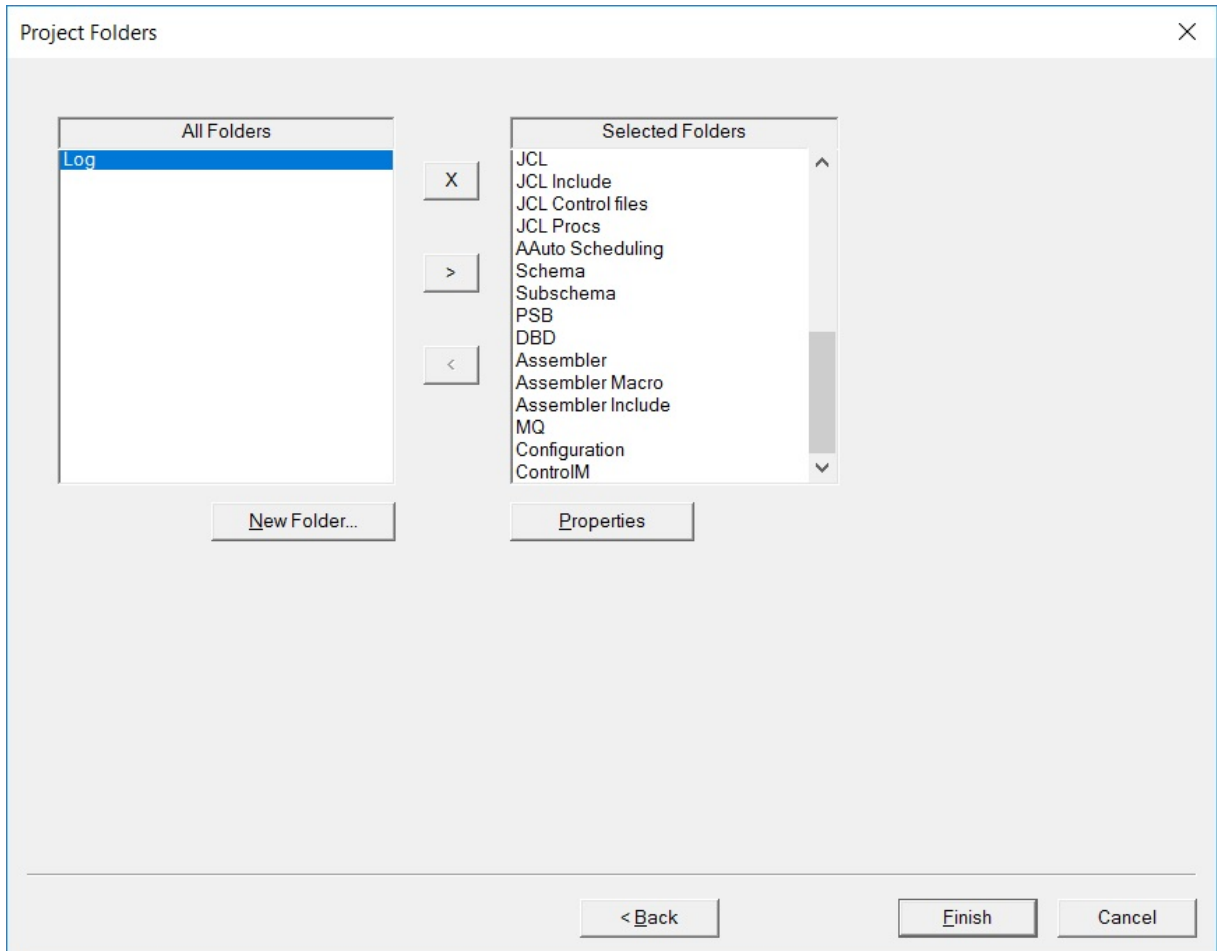 Project Folders
All Folders
Log
X
>
<
New Folder...
Selected Folders
JCL
JCL Include
JCL Control files
JCL Procs
AAuto Scheduling
Schema
Subschema
PSB
DBD
Assembler
Assembler Macro
Assembler Include
MQ
Configuration
ControlM
Properties
< Back
Finish
Cancel